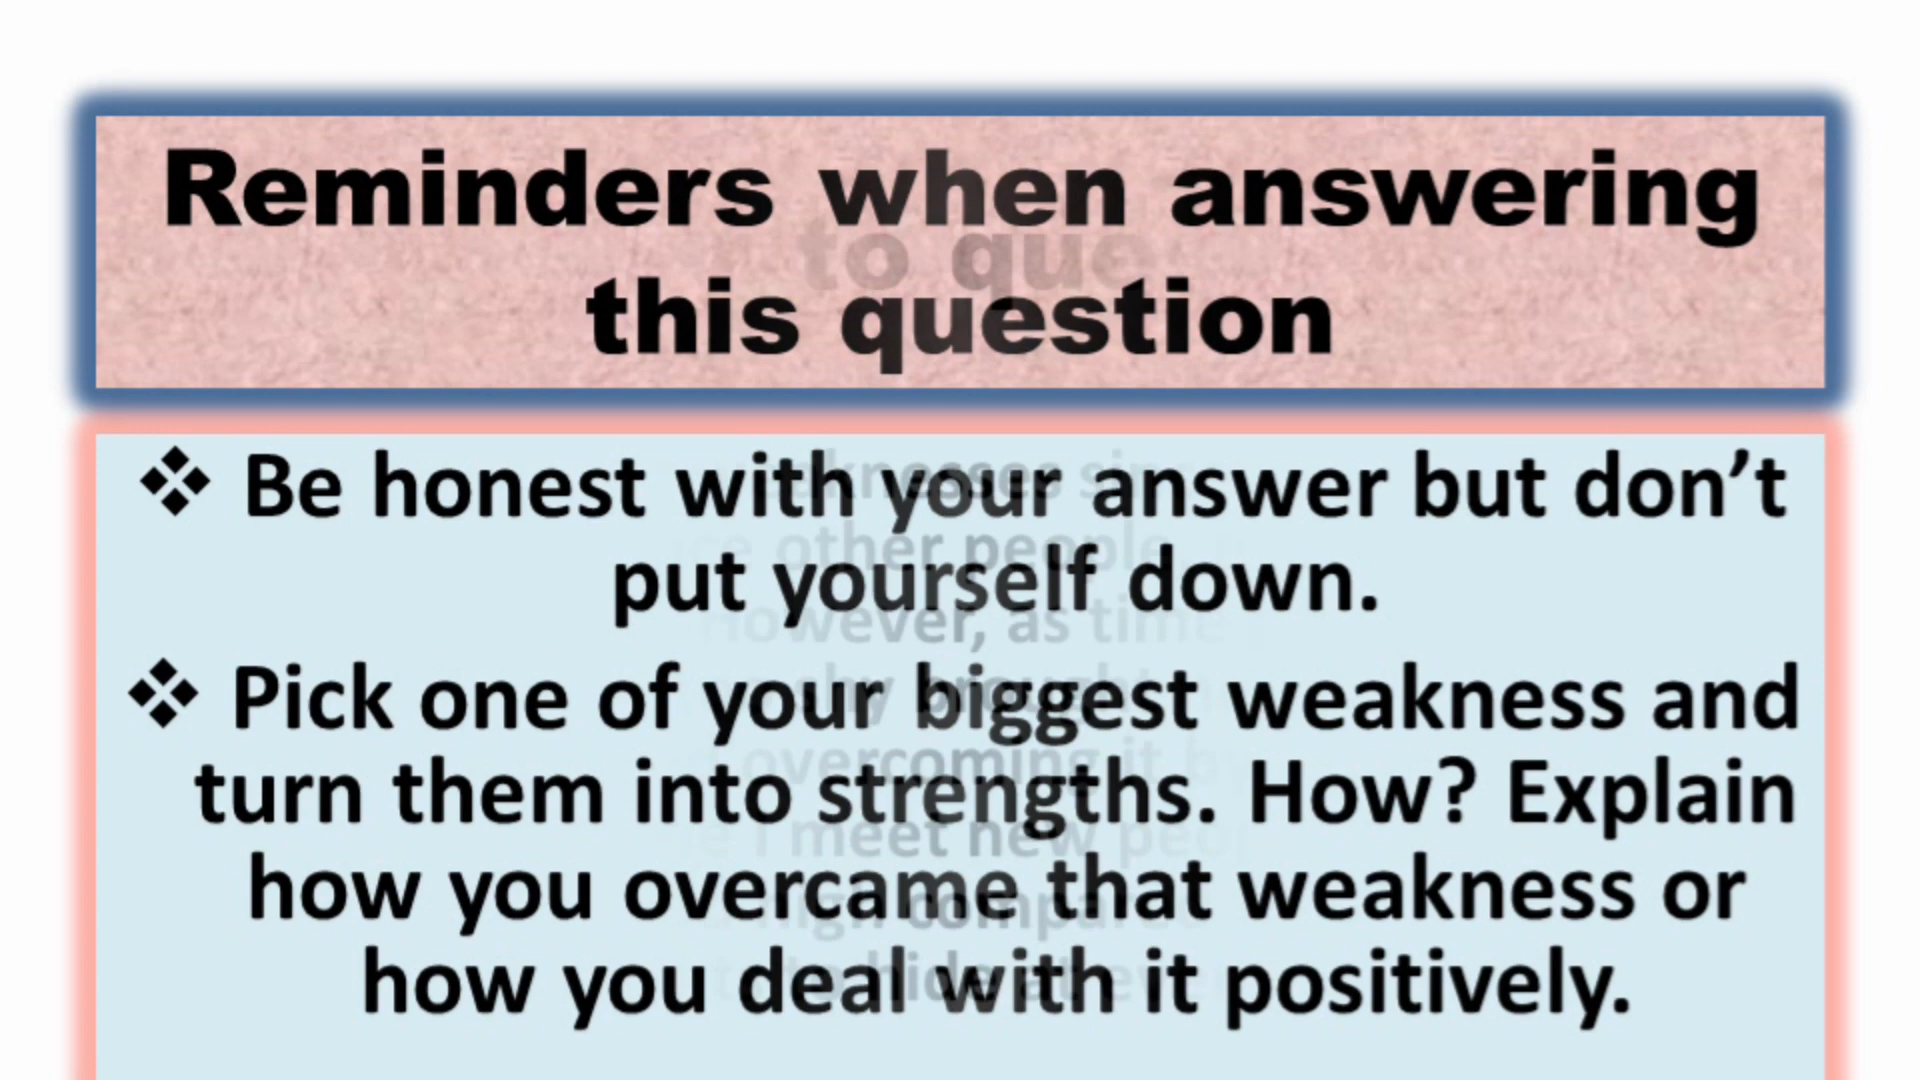 Reminders when answering
this question
❖ Be honest with your answer but don’t
put yourself down.
❖ Pick one of your biggest weakness and
turn them into strengths. How? Explain
how you overcame that weakness or
how you deal with it positively.